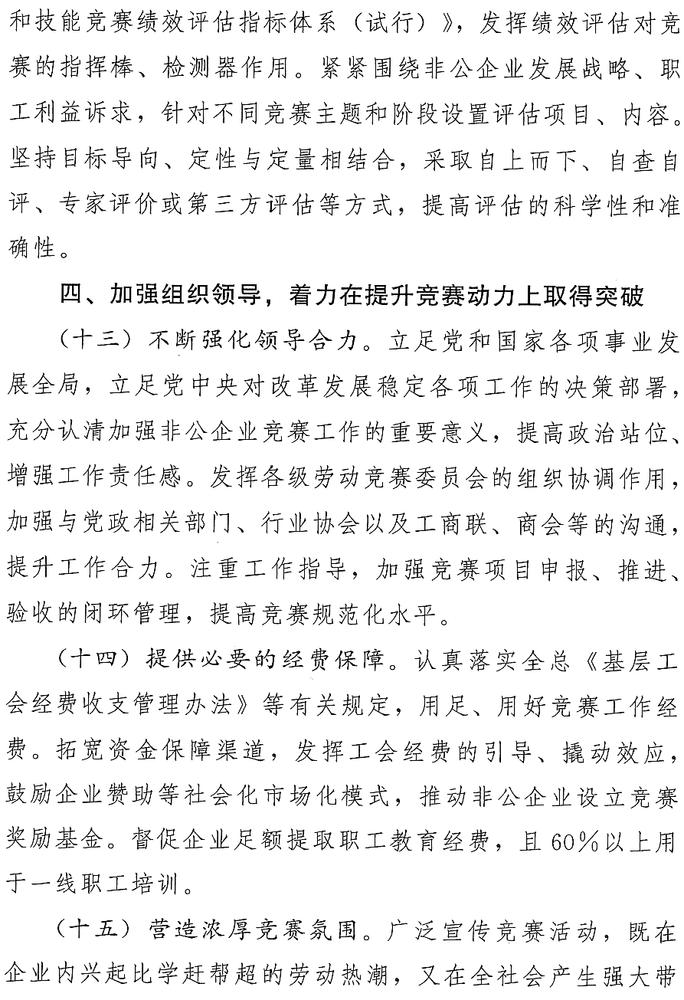 和技能竞赛绩效评估指标体系（试行）》，发挥绩效评估对竞
赛的指挥棒、检测器作用。紧紧围绕非公企业发展战略、职
工利益诉求，针对不同竞赛主题和阶段设置评估项目、内容。
坚持目标导向、定性与定量相结合，采取自上而下、自查自
评、专家评价或第三方评估等方式，提高评估的科学性和准
确性。
四、加强组织领导，着力在提升竞赛动力上取得突破
（十三）不断强化领导合力。立足党和国家各项事业发
展全局，立足党中央对改革发展稳定各项工作的决策部署，
充分认清加强非公企业竞赛工作的重要意义，提高政治站位、
增强工作责任感。发挥各级劳动竞赛委员会的组织协调作用，
加强与党政相关部门、行业协会以及工商联、商会等的沟通，
提升工作合力。注重工作指导，加强竞赛项目申报、推进、
验收的闭环管理，提高竞赛规范化水平。
（十四）提供必要的经费保障。认真落实全总《基层工
会经费收支管理办法》等有关规定，用足、用好竞赛工作经
费。拓宽资金保障渠道，发挥工会经费的引导、撬动效应，
鼓励企业赞助等社会化市场化模式，推动非公企业设立竞赛
奖励基金。督促企业足额提取职工教育经费，且60%以上用
于一线职工培训。
（十五）营造浓厚竞赛氛围。广泛宣传竞赛活动，既在
企业内兴起比学赶帮超的劳动热潮，又在全社会产生强大带